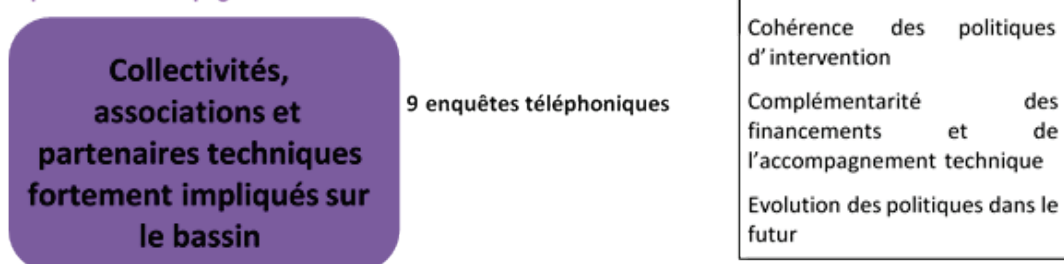 Collectivités,
associations et
partenaires techniques
fortement impliqués sur
le bassin
9 enquêtes téléphoniques
Cohérence des politiques
d'intervention
Complémentarité des
financements et de
l'accompagnement technique
Evolution des politiques dans le
futur